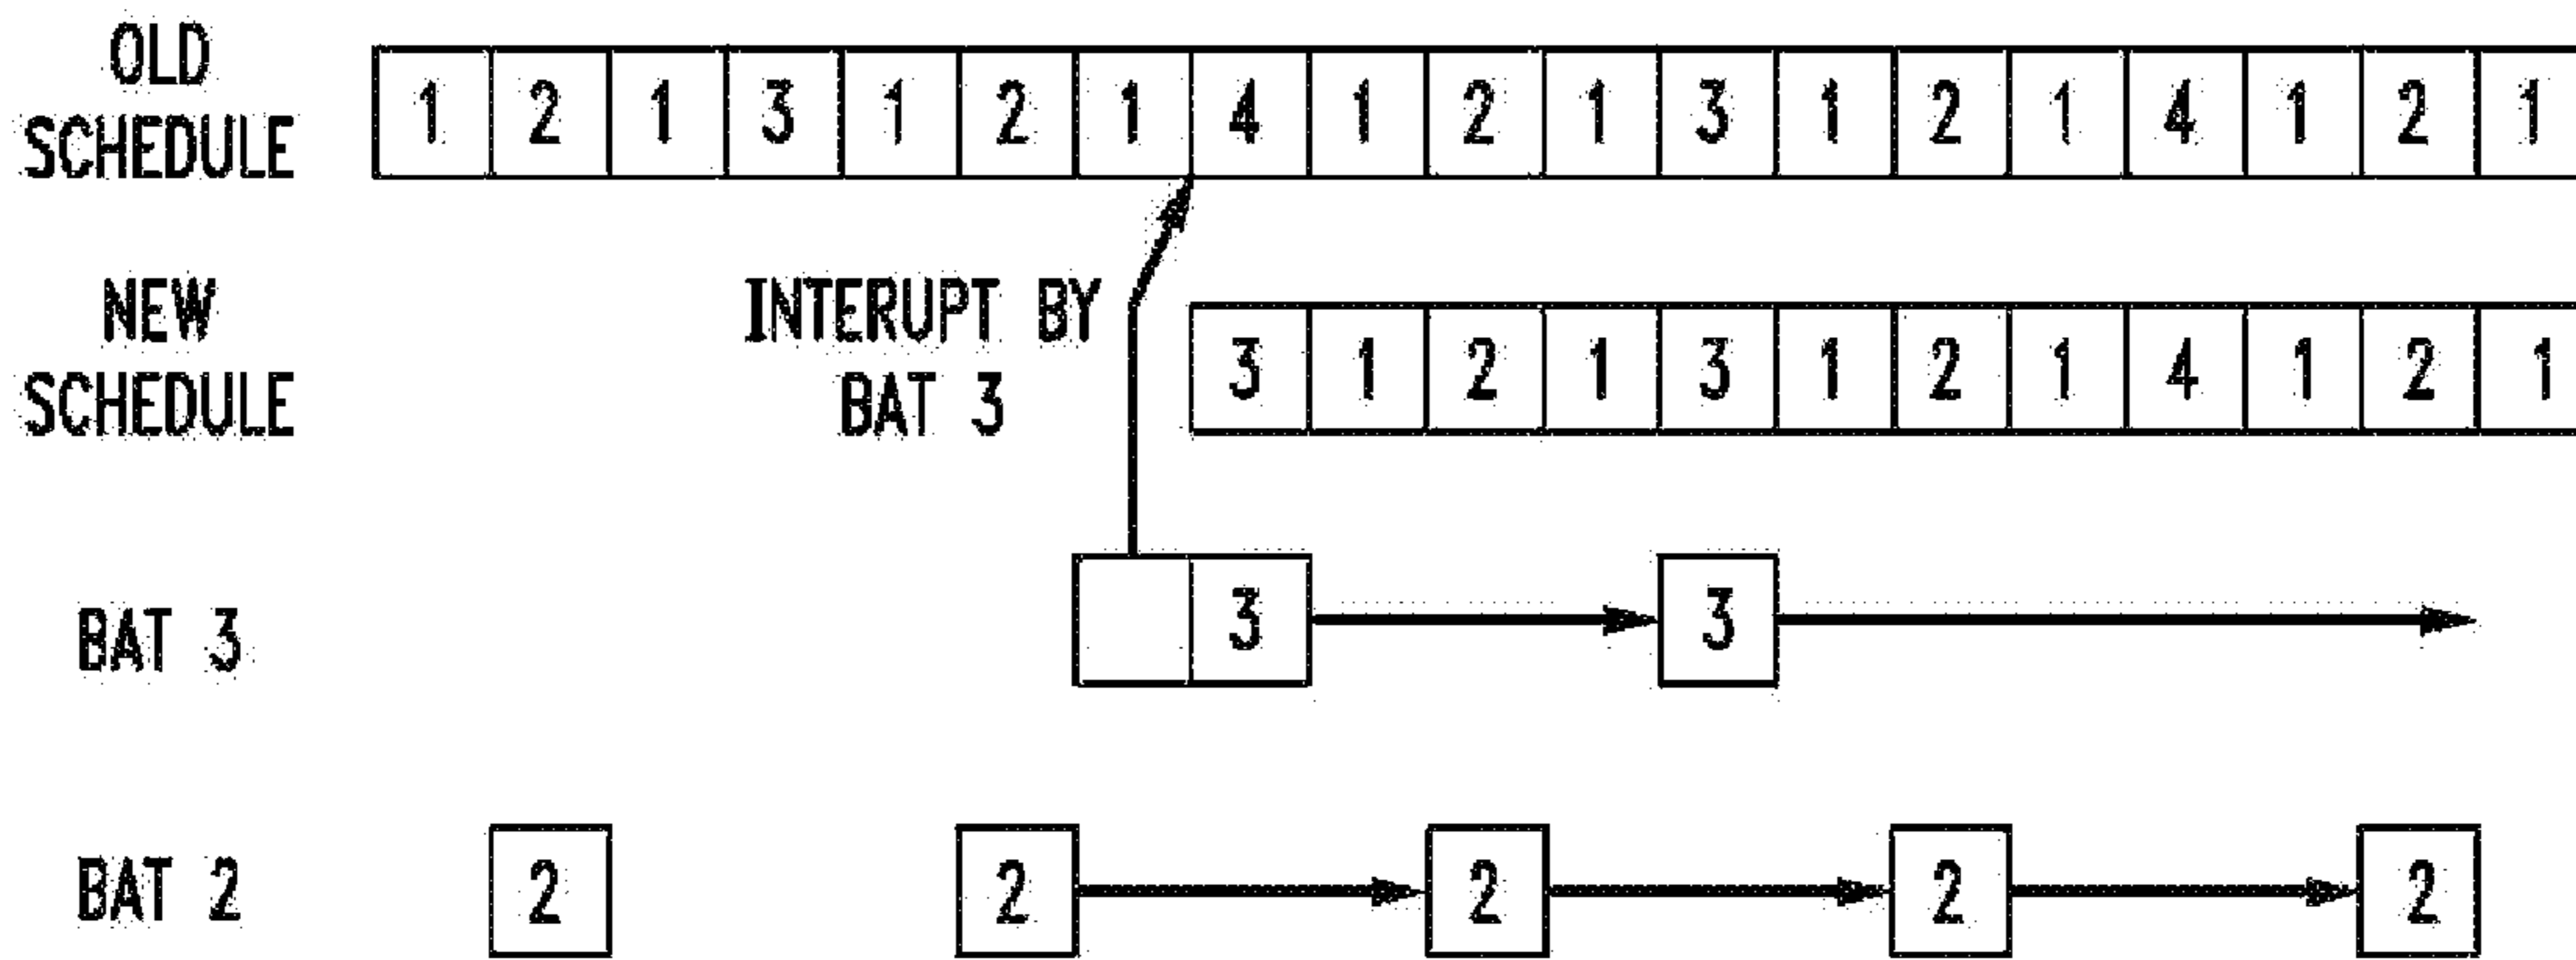 OLD
SCHEDULE
1 2 1 3 1 2 1 4 1 2 1 3 1 2 1 4 1 2 1
NEW
SCHEDULE
INTERUPT BY
BAT 3
3 1 2 1 3 1 2 1 4 1 2 1
BAT 3
3 3
BAT 2
2 2 2 2 2